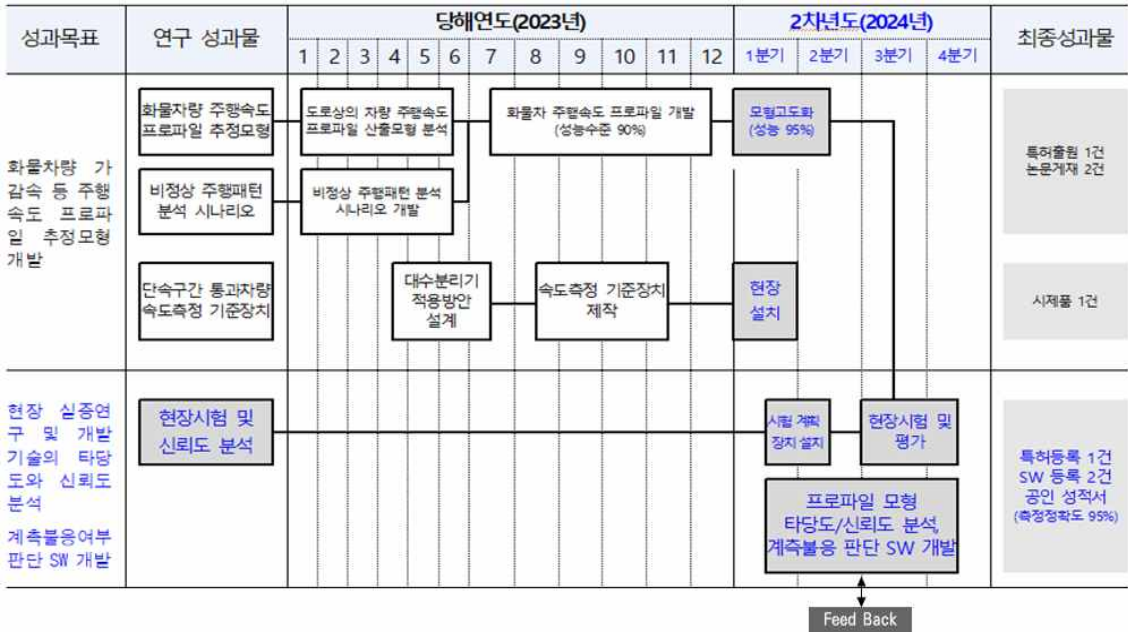 성과목표
연구 성과물
당해연도(2023년)
2차년도(2024년)
최종성과물
1 2 3 4 5 6 7 8 9 10 11 12
1분기 2분기 3분기 4분기
화물차량 가
감속 등 주행
속도 프로파
일 추정모형
개발
화물차량 주행속도
프로파일 추정모형
도로상의 차량 주행속도
프로파일 산출모형 분석
화물차 주행속도 프로파일 개발
(성능수준 90%)
모형고도화
(성능 95%)
특허출원 1건
논문게재 2건
비정상 주행패턴
분석 시나리오
비정상 주행패턴 분석
시나리오 개발
단속구간 통과차량
속도측정 기준장치
대수분리기
적용방안
설계
속도측정 기준장치
제작
현장
설치
시제품 1건
현장 실증연
구 및 개발
기술의 타당
도와 신뢰도
분석
계측불응여부
판단 SW 개발
현장시험 및
신뢰도 분석
시험 계획
장치 설치
현장시험 및
평가
프로파일 모형
타당도/신뢰도 분석,
계측불응 판단 SW 개발
특허등록 1건
SW 등록 2건
공인 성적서
(측정정확도 95%)
Feed Back